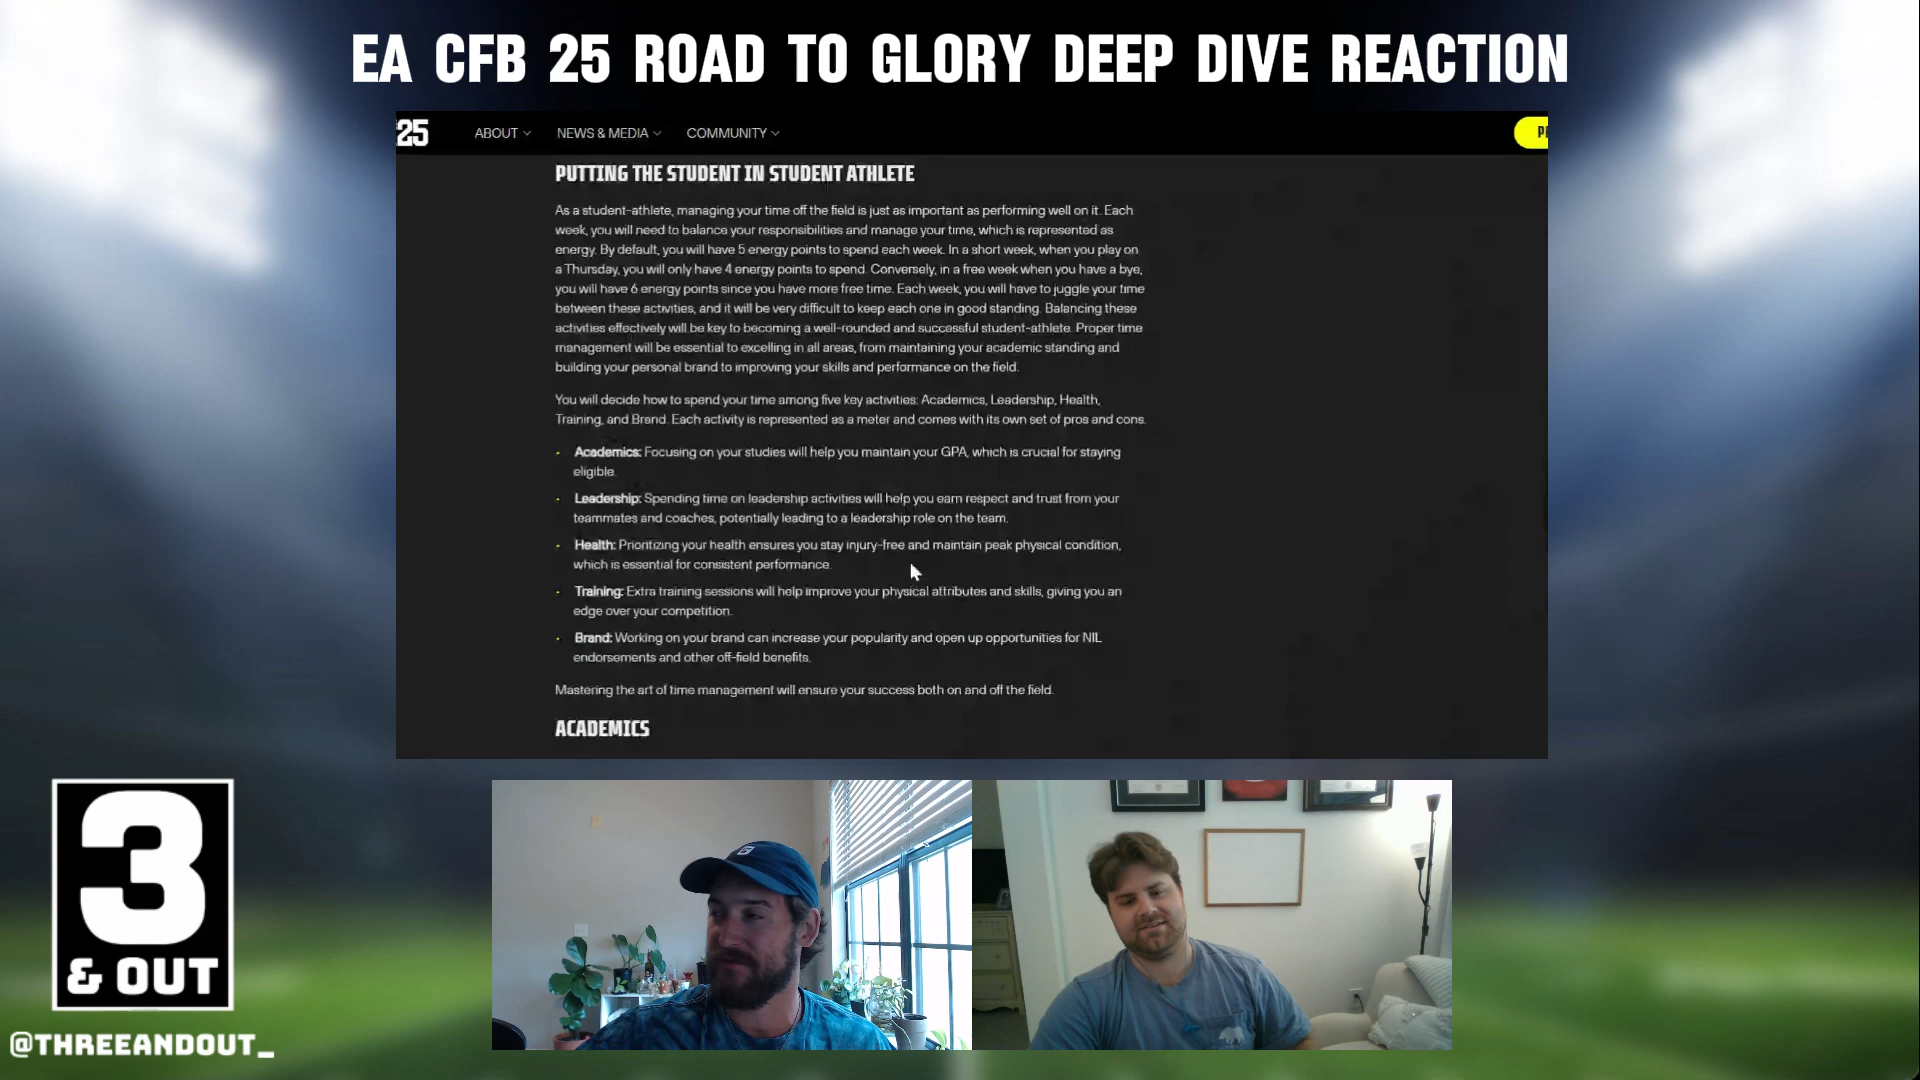 EA CFB 25 ROAD TO GLORY DEEP DIVE REACTION
25 ABOUT NEWS & MEDIA COMMUNITY
PUTTING THE STUDENT IN STUDENT ATHLETE
As a student-athlete, managing your time off the field is just as important as performing well on it. Each
week, you will need to balance your responsibilities and manage your time, which is represented as
energy. By default, you will have 5 energy points to spend each week. In a short week, when you play on
a Thursday, you will only have 4 energy points to spend. Conversely, in a free week when you have a bye,
you will have 6 energy points since you have more free time. Each week, you will have to juggle your time
between these activities, and it will be very difficult to keep each one in good standing. Balancing these
activities effectively will be key to becoming a well-rounded and successful student-athlete. Proper time
management will be essential to excelling in all areas, from maintaining your academic standing and
building your personal brand to improving your skills and performance on the field.
You will decide how to spend your time among five key activities: Academics, Leadership, Health,
Training, and Brand. Each activity is represented as a meter and comes with its own set of pros and cons.
Academics: Focusing on your studies will help you maintain your GPA, which is crucial for staying
eligible.
Leadership: Spending time on leadership activities will help you earn respect and trust from your
teammates and coaches, potentially leading to a leadership role on the team.
Health: Prioritizing your health ensures you stay injury-free and maintain peak physical condition,
which is essential for consistent performance.
Training: Extra training sessions will help improve your physical attributes and skills, giving you an
edge over your competition.
Brand: Working on your brand can increase your popularity and open up opportunities for NIL
endorsements and other off-field benefits.
Mastering the art of time management will ensure your success both on and off the field.
ACADEMICS
3
& OUT
@THREEANDOUT_